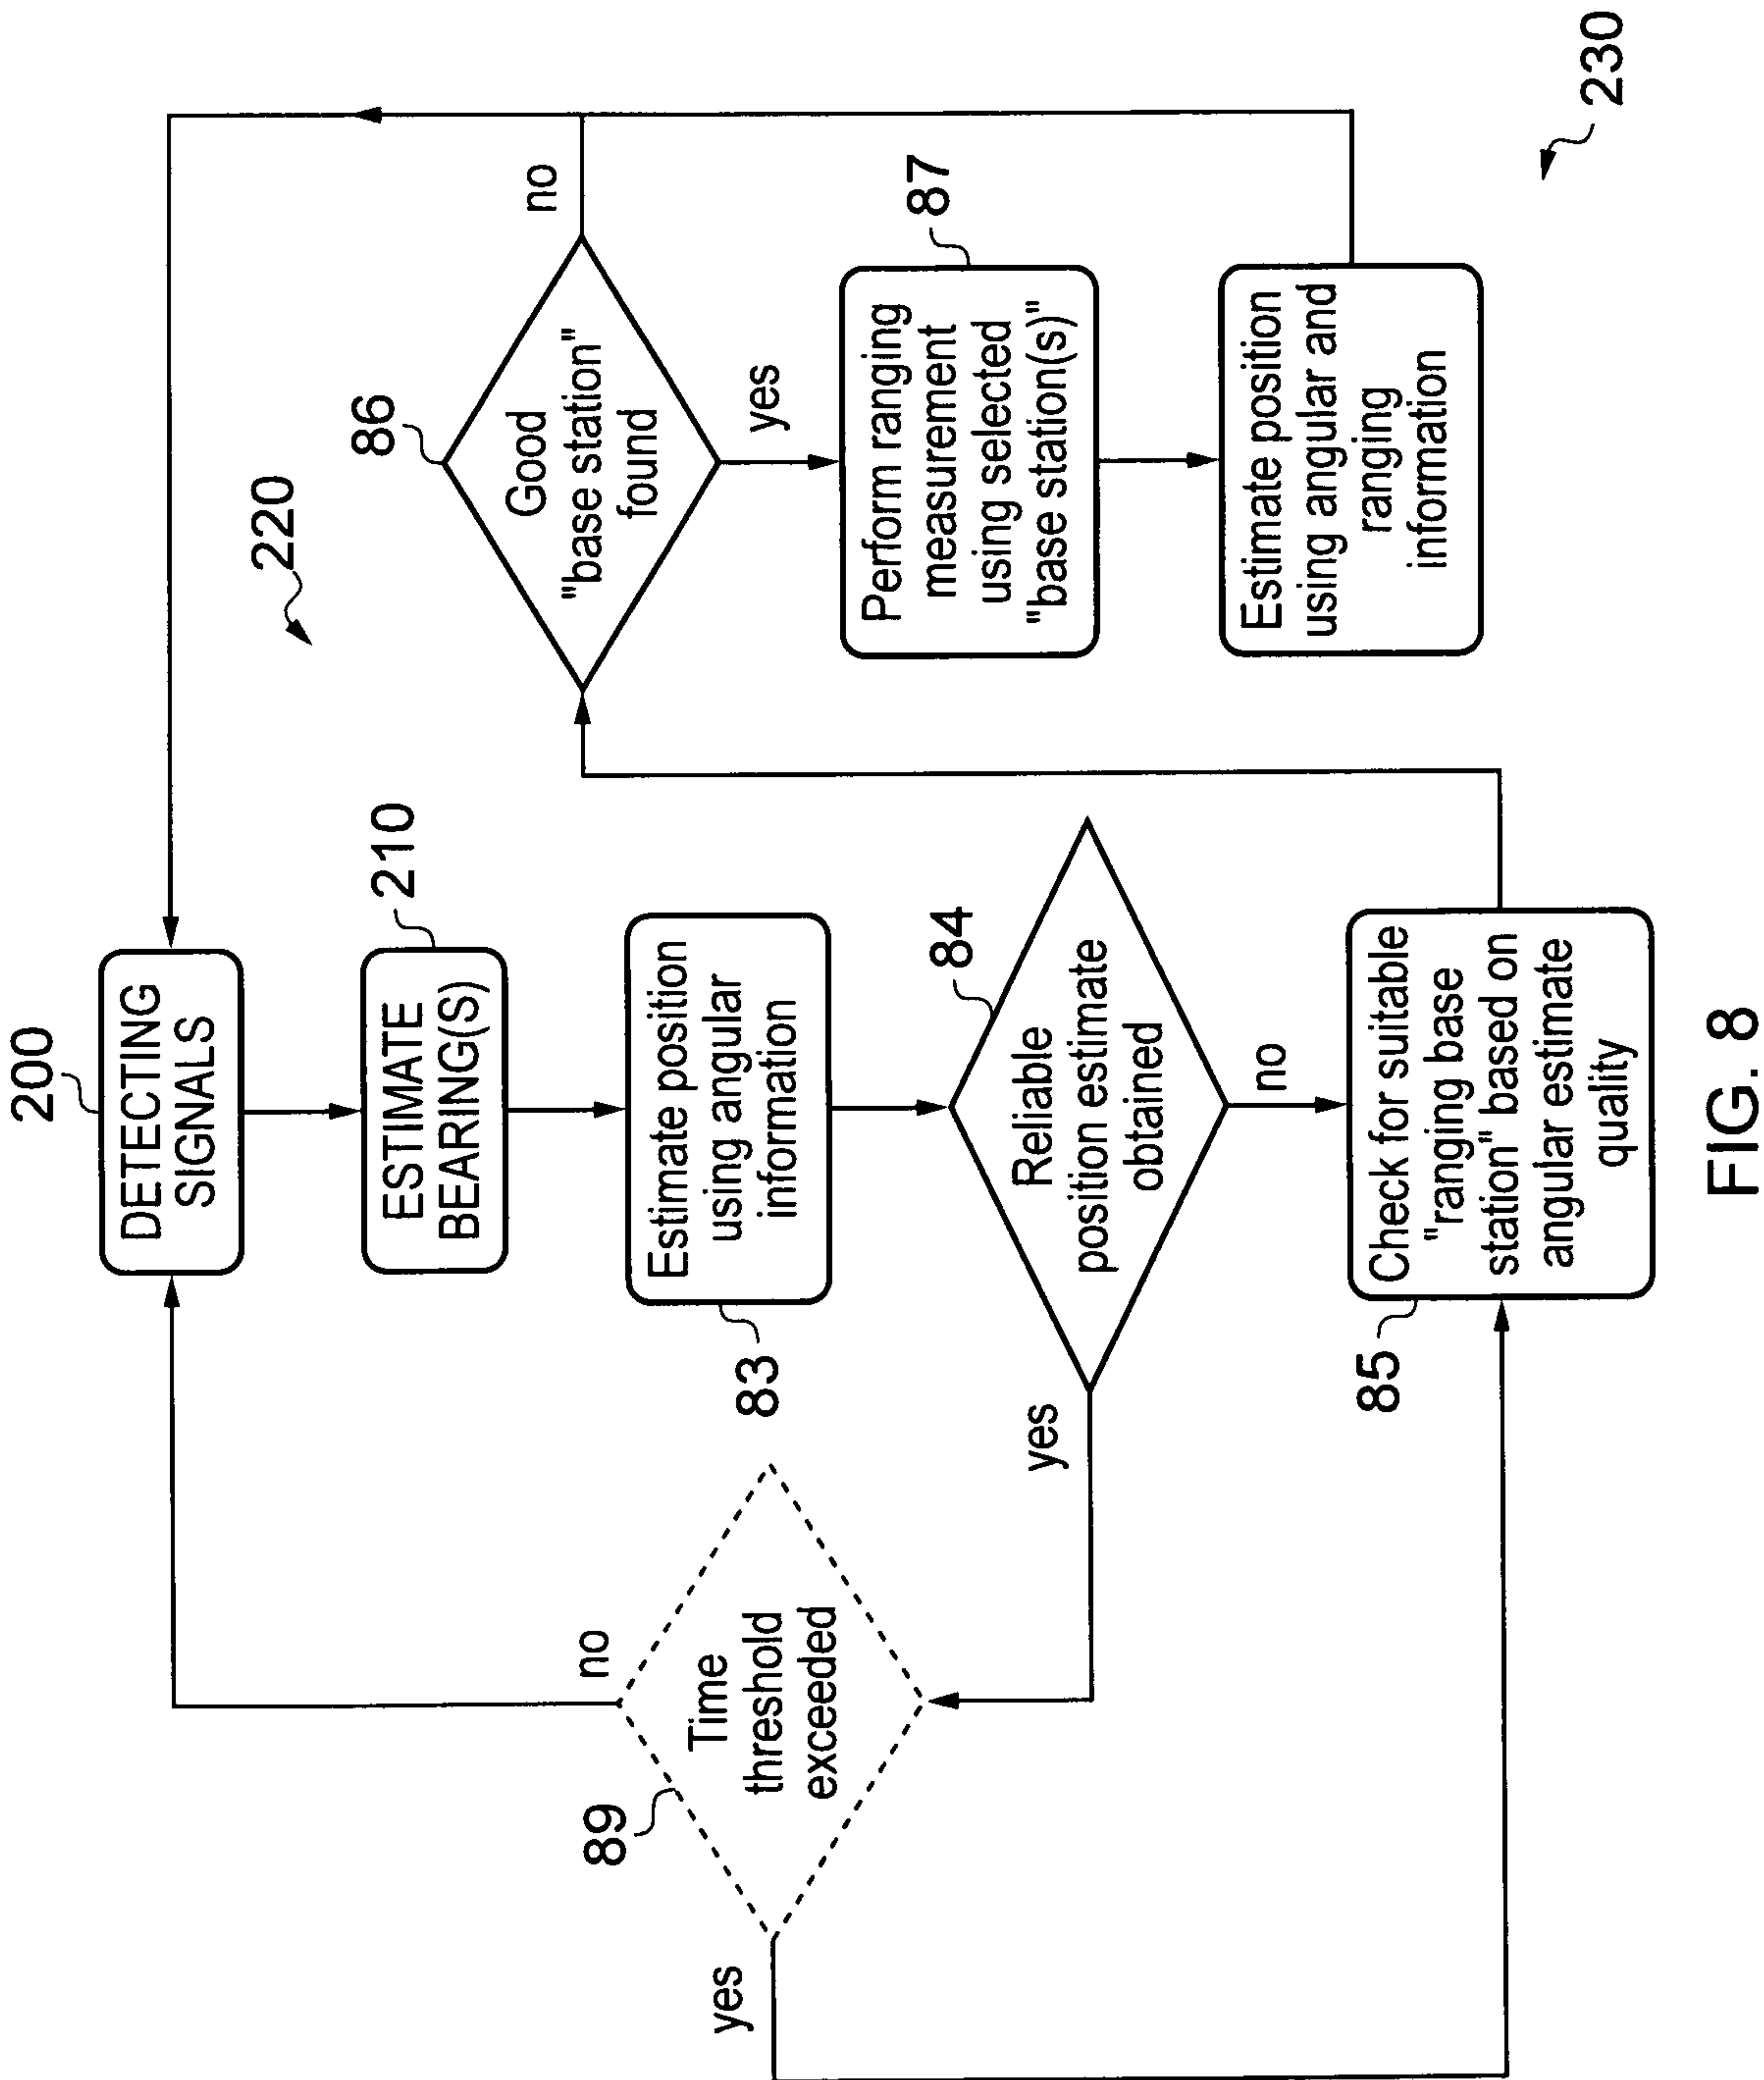 200
DETECTING
SIGNALS
210
ESTIMATE
BEARING(S)
83
Estimate position
using angular
information
84
Reliable
position estimate
obtained
yes
no
89
Time
threshold
exceeded
no
yes
85
Check for suitable
"ranging base
station" based on
angular estimate
quality
220
86
Good
"base station"
found
no
yes
87
Perform ranging
measurement
using selected
"base station(s)"
Estimate position
using angular and
ranging
information
230
FIG. 8